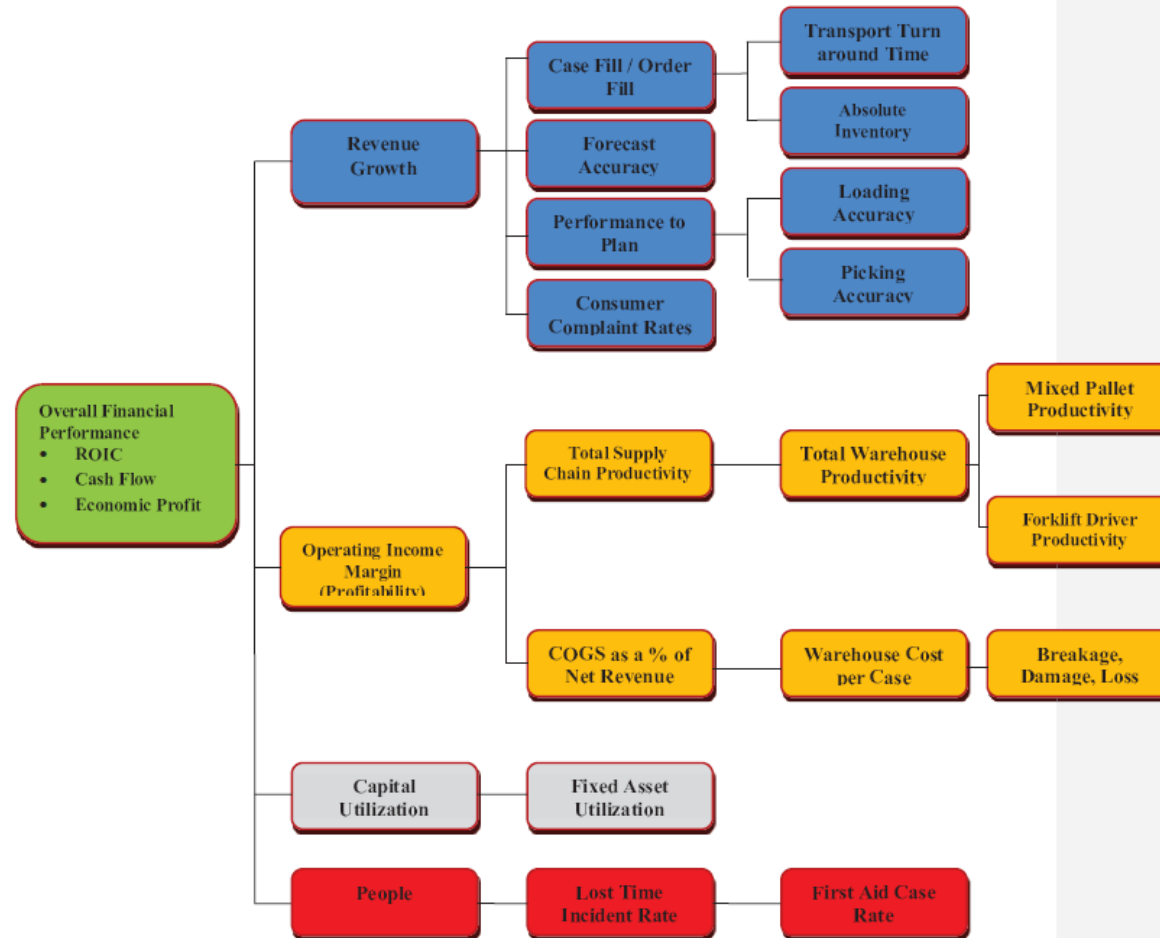 Overall Financial
Performance
• ROIC
• Cash Flow
• Economic Profit
Revenue
Growth
Case Fill / Order
Fill
Transport Turn
around Time
Absolute
Inventory
Forecast
Accuracy
Performance to
Plan
Loading
Accuracy
Picking
Accuracy
Consumer
Complaint Rates
Operating Income
Margin
(Profitability)
Total Supply
Chain Productivity
Total Warehouse
Productivity
Mixed Pallet
Productivity
Forklift Driver
Productivity
COGS as a % of
Net Revenue
Warehouse Cost
per Case
Breakage,
Damage, Loss
Capital
Utilization
Fixed Asset
Utilization
People
Lost Time
Incident Rate
First Aid Case
Rate